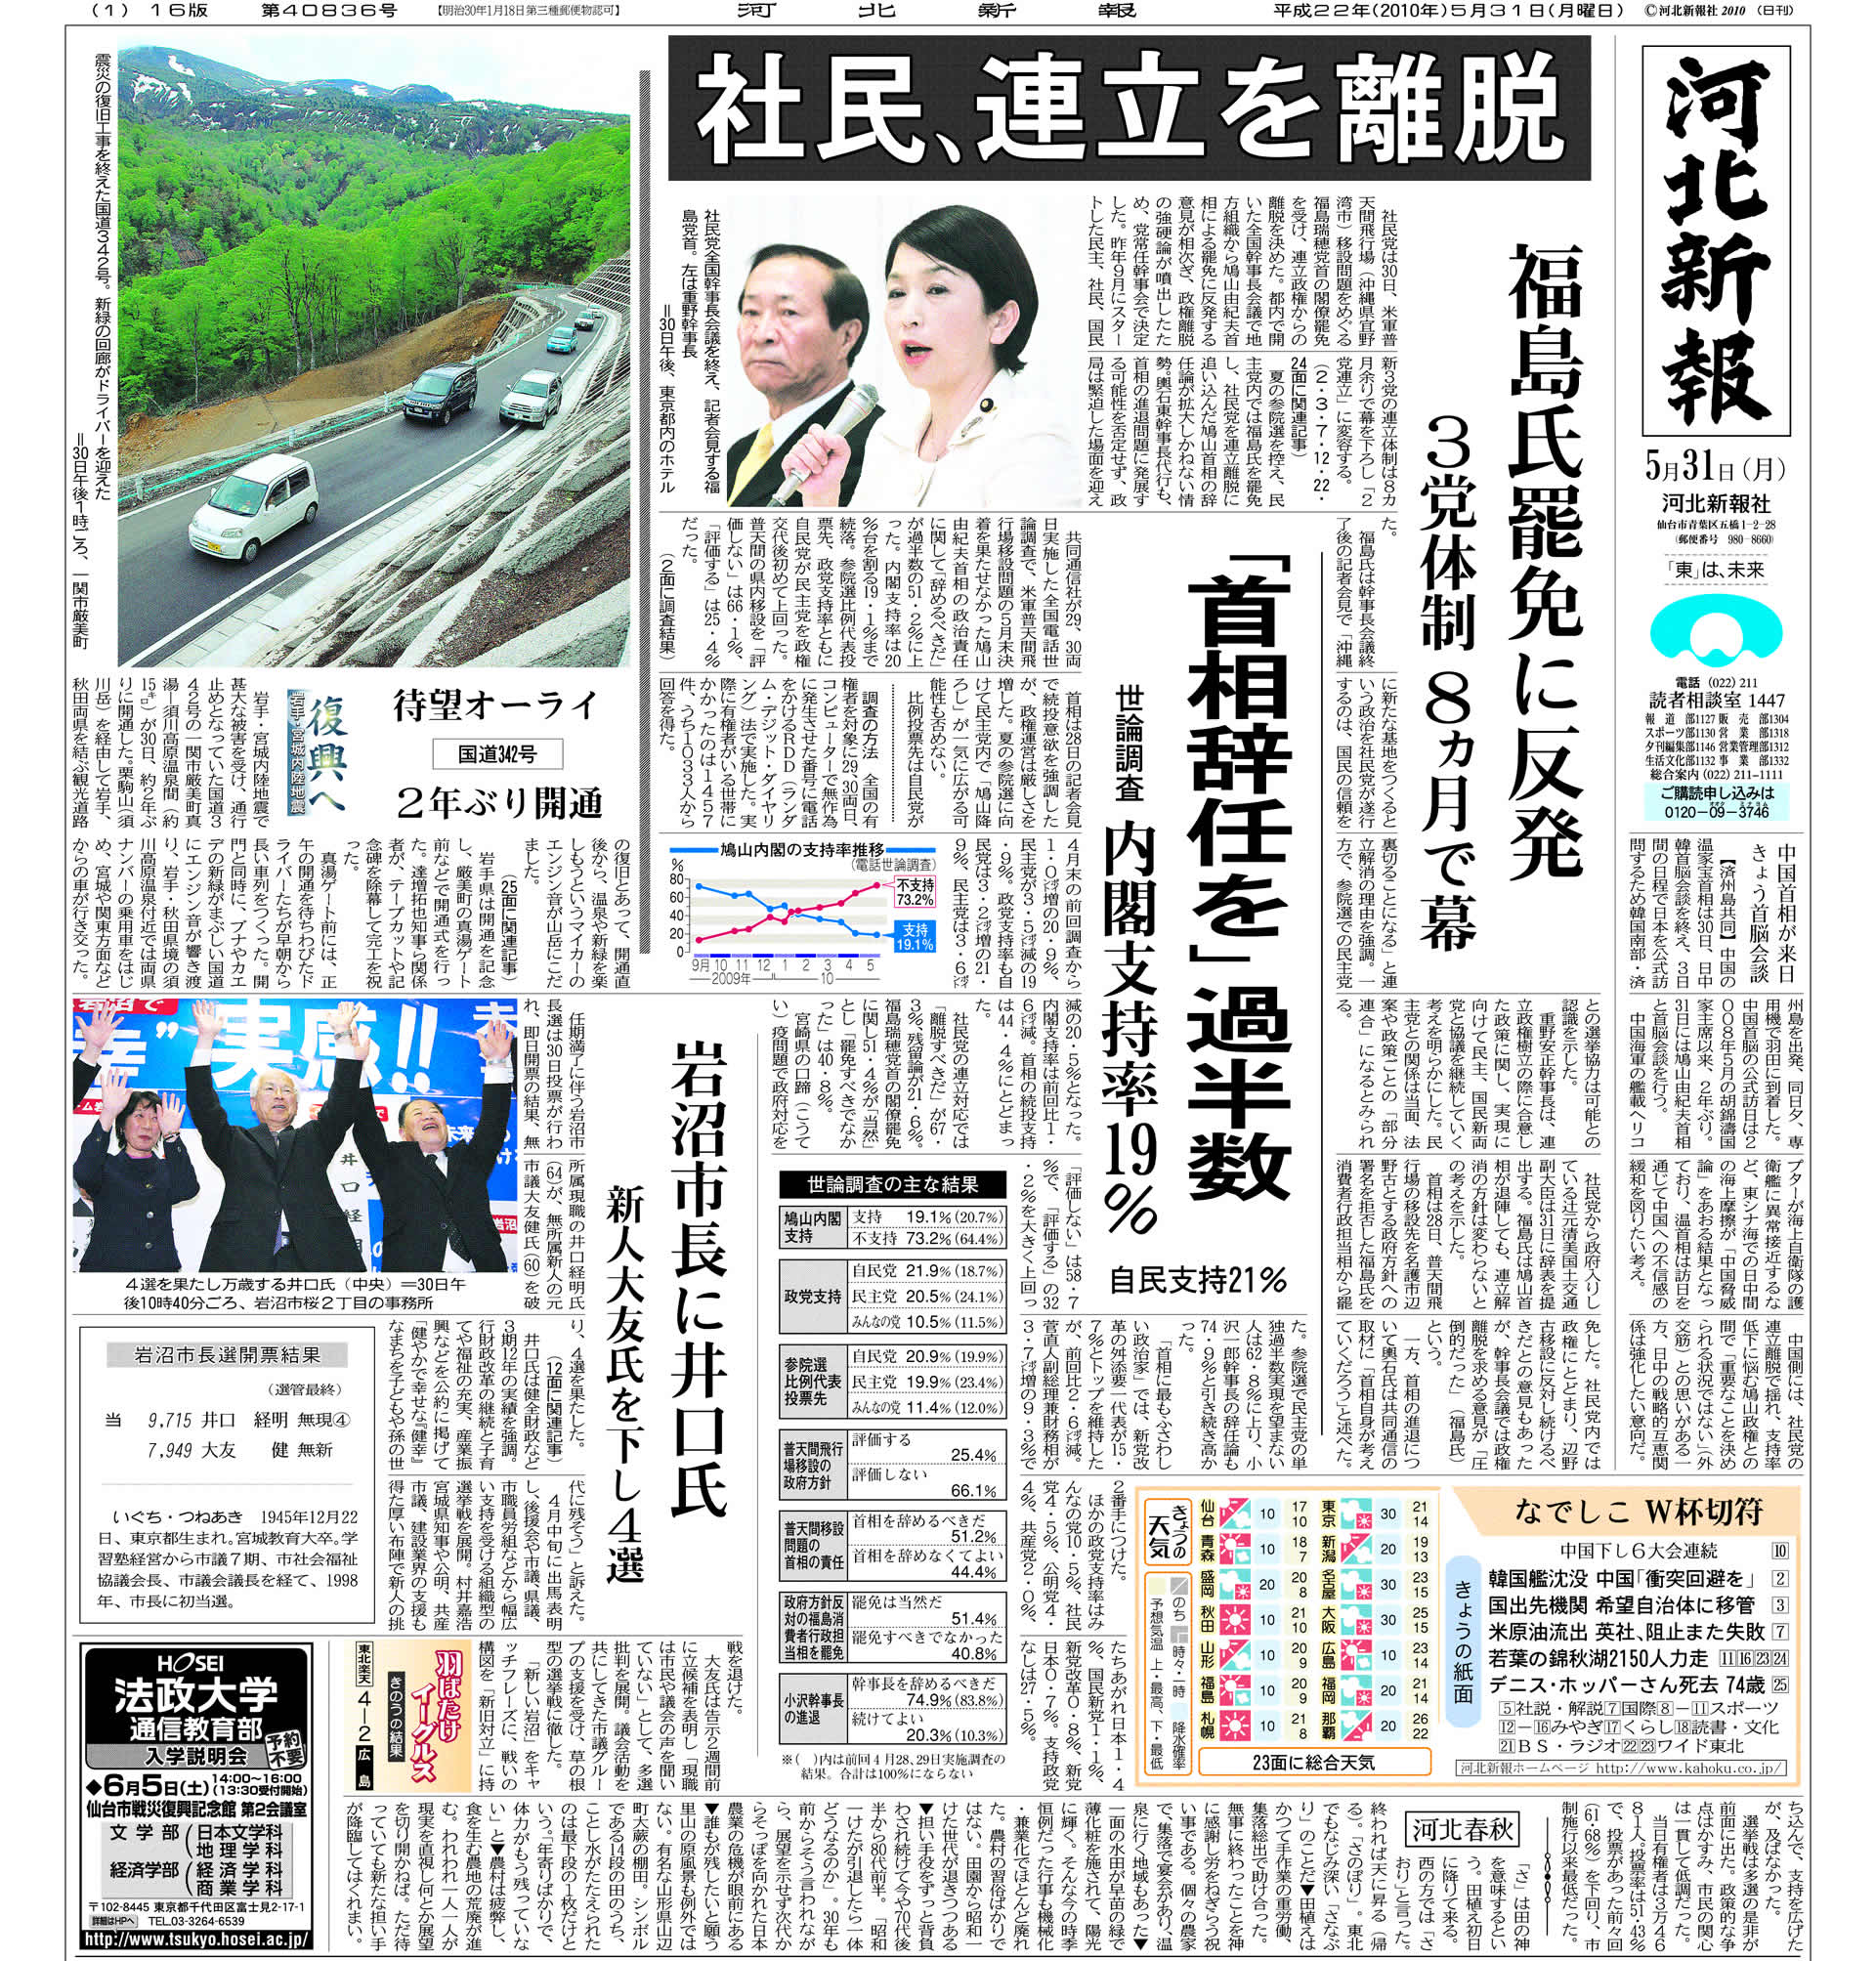 (1) 16版 第40836号 【明治30年1月18日第三種郵便物認可】 河北新報 平成22年(2010年)5月31日(月曜日) ©河北新報社 2010 (日刊)
河北新報
5月31日(月)
河北新報社
仙台市青葉区五橋1-2-28
(郵便番号 980-8660)
「東」は、未来
電話 (022) 211
読者相談室 1447
報道部1127 販売部1304
スポーツ部1130 営業部1318
夕刊編集部1146 営業管理部1312
生活文化部1132 事業部1332
総合案内 (022) 211-1111
ご購読申し込みは
0120-09-3746
社民、連立を離脱
福島氏罷免に反発
3党体制 8ヵ月で幕
社民党は30日、米軍普
天間飛行場(沖縄県宜野
湾市)移設問題をめぐる
福島瑞穂党首の閣僚罷免
を受け、連立政権からの
離脱を決めた。都内で開
いた全国幹事長会議で地
方組織から鳩山由紀夫首
相による罷免に反発する
意見が相次ぎ、政権離脱
の強硬論が噴出したた
め、党常任幹事会で決定
した。昨年9月にスター
トした民主、社民、国民
新3党の連立体制は8カ
月余りで幕を下ろし「2
党連立」に変容する。
(2・3・7・12・22・
24面に関連記事)
夏の参院選を控え、民
主党内では福島氏を罷免
し、社民党を連立離脱に
追い込んだ鳩山首相の辞
任論が拡大しかねない情
勢。輿石東幹事長代行も、
首相の進退問題に発展す
る可能性を否定せず、政
局は緊迫した場面を迎え
た。
福島氏は幹事長会議終
了後の記者会見で「沖縄
に新たな基地をつくると
いう政治を社民党が遂行
するのは、国民の信頼を
裏切ることになる」と連
立解消の理由を強調。一
方で、参院選での民主党
との選挙協力は可能との
認識を示した。
重野安正幹事長は、連
立政権樹立の際に合意し
た政策に関し、実現に
向けて民主、国民新両
党と協議を継続していく
考えを明らかにした。民
主党との関係は当面、法
案や政策ごとの「部分
連合」になるとみられ
る。
社民党から政府入りし
ている辻元清美国土交通
副大臣は31日に辞表を提
出する。福島氏は鳩山首
相が退陣しても、連立解
消の方針は変わらないと
の考えを示した。
首相は28日、普天間飛
行場の移設先を名護市辺
野古とする政府方針への
署名を拒否した福島氏を
消費者行政担当相から罷
免した。社民党内では
政権にとどまり、辺野
古移設に反対し続けるべ
きだとの意見もあった
が、幹事長会議では政権
離脱を求める意見が「圧
倒的だった」(福島氏)
という。
一方、首相の進退につ
いて輿石氏は共同通信の
取材に「首相自身が考え
ていくだろう」と述べた。
社民党全国幹事長会議を終え、記者会見する福
島党首。左は重野幹事長
=30日午後、東京都内のホテル
「首相辞任を」過半数
世論調査 内閣支持率19%
自民支持21%
共同通信社が29、30両
日実施した全国電話世
論調査で、米軍普天間飛
行場移設問題の5月末決
着を果たせなかった鳩山
由紀夫首相の政治責任
に関して「辞めるべきだ」
が過半数の51・2%に上
った。内閣支持率は20
%台を割る19・1%まで
続落。参院選比例代表投
票先、政党支持率ともに
自民党が民主党を政権
交代後初めて上回った。
普天間の県内移設を「評
価しない」は66・1%、
「評価する」は25・4%
だった。
(2面に調査結果)
首相は28日の記者会見
で続投意欲を強調した
が、政権運営は厳しさを
増した。夏の参院選に向
けて民主党内で「鳩山降
ろし」が一気に広がる可
能性も否めない。
比例投票先は自民党が
調査の方法 全国の有
権者を対象に29、30両日、
コンピューターで無作為
に発生させた番号に電話
をかけるRDD(ランダ
ム・デジット・ダイヤリ
ング)法で実施した。実
際に有権者がいる世帯に
かかったのは1457
件、うち1033人から
回答を得た。
4月末の前回調査から
1・0ポイント増の20・9%、
民主党が3・5ポイント減の19
・9%。政党支持率も自
民党は3・2ポイント増の21・
9%、民主党は3・6ポイント
減の20・5%となった。
内閣支持率は前回比1・
6ポイント減。首相の続投支持
は44・4%にとどまっ
た。
社民党の連立対応では
「離脱すべきだ」が67・
3%、残留論が21・6%。
福島瑞穂党首の閣僚罷免
に関し51・4%が「当然」
とし「罷免すべきでなか
った」は40・8%。
宮崎県の口蹄(こうて
い)疫問題で政府対応を
「評価しない」は58・7
%で、「評価する」の32
・2%を大きく上回っ
た。参院選で民主党の単
独過半数実現を望まない
人は62・8%に上り、小
沢一郎幹事長の辞任論も
74・9%と引き続き高か
った。
「首相に最もふさわし
い政治家」では、新党改
革の舛添要一代表が15・
7%とトップを維持した
が、前回比2・6ポイント減。
菅直人副総理兼財務相が
3・7ポイント増の9・3%で
2番手につけた。
ほかの政党支持率はみ
んなの党10・5%、社民
党4・5%、公明党4・
4%、共産党2・0%、
たちあがれ日本1・4
%、国民新党1・1%、
新党改革0・8%、新党
日本0・7%。支持政党
なしは27・5%。
鳩山内閣の支持率推移
(電話世論調査)
%
80
60
40
20
0
不支持
73.2%
支持
19.1%
9月 10 11 12 1 2 3 4 5
2009年 10
世論調査の主な結果
鳩山内閣支持 支持 19.1%(20.7%)
不支持 73.2%(64.4%)
政党支持 自民党 21.9%(18.7%)
民主党 20.5%(24.1%)
みんなの党 10.5%(11.5%)
参院選比例代表投票先 自民党 20.9%(19.9%)
民主党 19.9%(23.4%)
みんなの党 11.4%(12.0%)
普天間飛行場移設の政府方針 評価する 25.4%
評価しない 66.1%
普天間移設問題の首相の責任 首相を辞めるべきだ 51.2%
首相を辞めなくてよい 44.4%
政府方針反対の福島消費者行政担当相を罷免 罷免は当然だ 51.4%
罷免すべきでなかった 40.8%
小沢幹事長の進退 幹事長を辞めるべきだ 74.9%(83.8%)
続けてよい 20.3%(10.3%)
※( )内は前回4月28、29日実施調査の
結果。合計は100%にならない
中国首相が来日
きょう首脳会談
【済州島共同】中国の
温家宝首相は30日、日中
韓首脳会談を終え、3日
間の日程で日本を公式訪
問するため韓国南部・済
州島を出発、同日夕、専
用機で羽田に到着した。
中国首脳の公式訪日は2
008年5月の胡錦濤国
家主席以来、2年ぶり。
31日には鳩山由紀夫首相
と首脳会談を行う。
中国海軍の艦載ヘリコ
プターが海上自衛隊の護
衛艦に異常接近するな
ど、東シナ海での日中間
の海上摩擦が「中国脅威
論」をあおる結果となっ
ており、温首相は訪日を
通じて中国への不信感の
緩和を図りたい考え。
中国側には、社民党の
連立離脱で揺れ、支持率
低下に悩む鳩山政権との
間で「重要なことを決め
られる状況ではない」(外
交筋)との思いがある一
方、日中の戦略的互恵関
係は強化したい意向だ。
震災の復旧工事を終えた国道342号。新緑の回廊がドライバーを迎えた
=30日午後1時ごろ、一関市厳美町
待望オーライ
国道342号
2年ぶり開通
復興へ
岩手・宮城内陸地震
岩手・宮城内陸地震で
甚大な被害を受け、通行
止めとなっていた国道3
42号の一関市厳美町真
湯―須川高原温泉間(約
15キロ)が30日、約2年ぶ
りに開通した。栗駒山(須
川岳)を経由して岩手、
秋田両県を結ぶ観光道路
の復旧とあって、開通直
後から、温泉や新緑を楽
しもうというマイカーの
エンジン音が山岳にこだ
ました。
(25面に関連記事)
岩手県は開通を記念
し、厳美町の真湯ゲート
前などで開通式を行っ
た。達増拓也知事ら関係
者が、テープカットや記
念碑を除幕して完工を祝
った。
真湯ゲート前には、正
午の開通を待ちわびたド
ライバーたちが早朝から
長い車列をつくった。開
門と同時に、ブナやカエ
デの新緑がまぶしい国道
にエンジン音が響き渡
り、岩手・秋田県境の須
川高原温泉付近では両県
ナンバーの乗用車をはじ
め、宮城や関東方面など
からの車が行き交った。
岩沼市長に井口氏
新人大友氏を下し4選
4選を果たし万歳する井口氏(中央)=30日午
後10時40分ごろ、岩沼市桜2丁目の事務所
任期満了に伴う岩沼市
長選は30日投票が行わ
れ、即日開票の結果、無
所属現職の井口経明氏
(64)が、無所属新人の元
市議大友健氏(60)を破
り、4選を果たした。
(12面に関連記事)
井口氏は健全財政など
3期12年の実績を強調。
行財政改革の継続と子育
てや福祉の充実、産業振
興などを公約に掲げて
「健やかで幸せな『健幸』
なまちを子どもや孫の世
代に残そう」と訴えた。
4月中旬に出馬表明
し、後援会や市議、県議、
市職員労組などから幅広
い支持を受ける組織型の
選挙戦を展開。村井嘉浩
宮城県知事や公明、共産
市議、建設業界の支援も
得た厚い布陣で新人の挑
戦を退けた。
大友氏は告示2週間前
に立候補を表明し「現職
は市民や議会の声を聞い
ていない」として、多選
批判を展開。議会活動を
共にしてきた市議グルー
プの支援を受け、草の根
型の選挙戦に徹した。
「新しい岩沼」をキャ
ッチフレーズに、戦いの
構図を「新旧対立」に持
ち込んで、支持を広げた
が、及ばなかった。
選挙戦は多選の是非が
前面に出た。政策的な争
点はかすみ、市民の関心
は一貫して低調だった。
当日有権者は3万46
81人。投票率は51・43%
で、投票があった前々回
(61・68%)を下回り、市
制施行以来最低だった。
岩沼市長選開票結果
(選管最終)
当 9,715 井口 経明 無現④
7,949 大友 健 無新
いぐち・つねあき 1945年12月22
日、東京都生まれ。宮城教育大卒。学
習塾経営から市議7期、市社会福祉
協議会長、市議会議長を経て、1998
年、市長に初当選。
HOSEI
法政大学
通信教育部
入学説明会 予約不要
◆6月5日(土) 14:00~16:00 (13:30受付開始)
仙台市戦災復興記念館 第2会議室
文学部 日本文学科 地理学科
経済学部 経済学科 商業学科
〒102-8445 東京都千代田区富士見2-17-1
詳細はHPへ TEL.03-3264-6539
http://www.tsukyo.hosei.ac.jp/
羽ばたけイーグルス
きのうの結果
東北楽天 4―2 広島
きょうの天気
仙台 10 17 10
青森 10 18 7
盛岡 20 20 8
秋田 10 21 10
山形 10 20 9
福島 10 20 9
札幌 10 21 8
東京 30 21 14
新潟 20 19 13
名古屋 30 23 15
大阪 30 25 15
広島 10 23 14
福岡 20 21 14
那覇 20 26 22
のち 時々・一時 降水確率
予想気温 上・最高、下・最低
23面に総合天気
なでしこ W杯切符
中国下し6大会連続 10
きょうの紙面
韓国艦沈没 中国「衝突回避を」 2
国出先機関 希望自治体に移管 3
米原油流出 英社、阻止また失敗 7
若葉の錦秋湖2150人力走 11 16 23 24
デニス・ホッパーさん死去 74歳 25
5社説・解説 7国際 8―11スポーツ
12―16みやぎ 17くらし 18読書・文化
21BS・ラジオ 22 23ワイド東北
河北新報ホームページ http://www.kahoku.co.jp/
河北春秋
「さ」は田の神
を意味するとい
う。田植え初日
に降りて来る。
西の方では「さ
おり」と言った。
終われば天に昇る(帰
る)。「さのぼり」。東北
でもなじみ深い「さなぶ
り」のことだ▼田植えは
かつて手作業の重労働、
集落総出で助け合った。
無事に終わったことを神
に感謝し労をねぎらう祝
い事である。個々の農家
で、集落で宴会があり、温
泉に行く地域もあった▼
一面の水田が早苗の緑で
薄化粧を施されて、陽光
に輝く。そんな今の時季
恒例だった行事も機械化
・兼業化でほとんど廃れ
た。農村の習俗ばかりで
はない。田園から昭和一
けた世代が退きつつある
▼担い手役をずっと背負
わされ続けて今や70代後
半から80代前半。「昭和
一けたが引退したら一体
どうなるのか」。30年も
前からそう言われなが
ら、展望を示せず次代か
らそっぽを向かれた日本
農業の危機が眼前にある
▼誰もが残したいと願う
里山の原風景も例外では
ない。有名な山形県山辺
町大蕨の棚田。シンボル
である14段の田のうち、
ことし水がたたえられた
のは最下段の1枚だけと
いう。「年寄りばかりで、
体力がもう残っていな
い」と▼農村は疲弊し、
食を生む農地の荒廃が進
む。われわれ一人一人が
現実を直視し何とか展望
を切り開かねば。ただ待
っていても新たな担い手
が降臨してはくれまい。